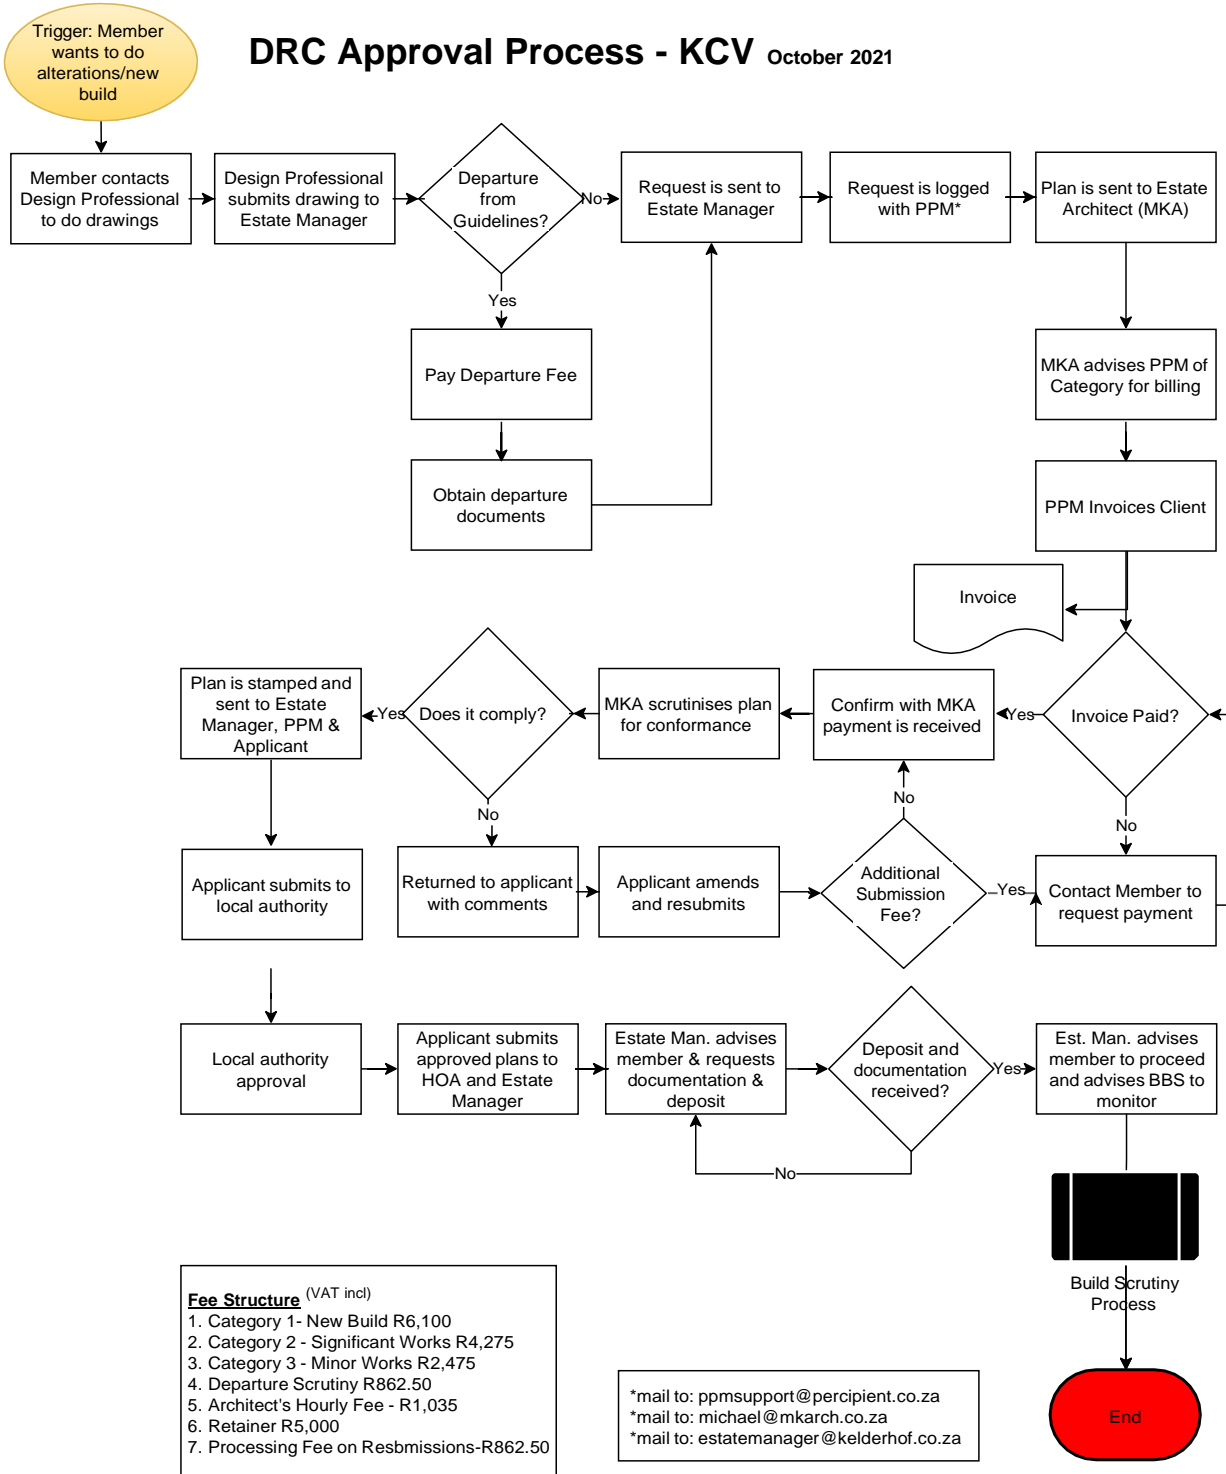 Trigger: Member
wants to do
alterations/new
build
DRC Approval Process - KCV October 2021
Member contacts
Design Professional
to do drawings
Design Professional
submits drawing to
Estate Manager
Departure
from
Guidelines?
No
Request is sent to
Estate Manager
Request is logged
with PPM*
Plan is sent to Estate
Architect (MKA)
Yes
Pay Departure Fee
MKA advises PPM of
Category for billing
Obtain departure
documents
PPM Invoices Client
Invoice
Plan is stamped and
sent to Estate
Manager, PPM &
Applicant
Yes
Does it comply?
MKA scrutinises plan
for conformance
Confirm with MKA
payment is received
Yes
Invoice Paid?
No
No
No
Applicant submits to
local authority
Returned to applicant
with comments
Applicant amends
and resubmits
Additional
Submission
Fee?
Yes
Contact Member to
request payment
Local authority
approval
Applicant submits
approved plans to
HOA and Estate
Manager
Estate Man. advises
member & requests
documentation &
deposit
Deposit and
documentation
received?
Yes
Est. Man. advises
member to proceed
and advises BBS to
monitor
No
Build Scrutiny
Process
Fee Structure (VAT incl)
1. Category 1- New Build R6,100
2. Category 2 - Significant Works R4,275
3. Category 3 - Minor Works R2,475
4. Departure Scrutiny R862.50
5. Architect's Hourly Fee - R1,035
6. Retainer R5,000
7. Processing Fee on Resbmissions-R862.50
*mail to: ppmsupport@percipient.co.za
*mail to: michael@mkarch.co.za
*mail to: estatemanager@kelderhof.co.za
End